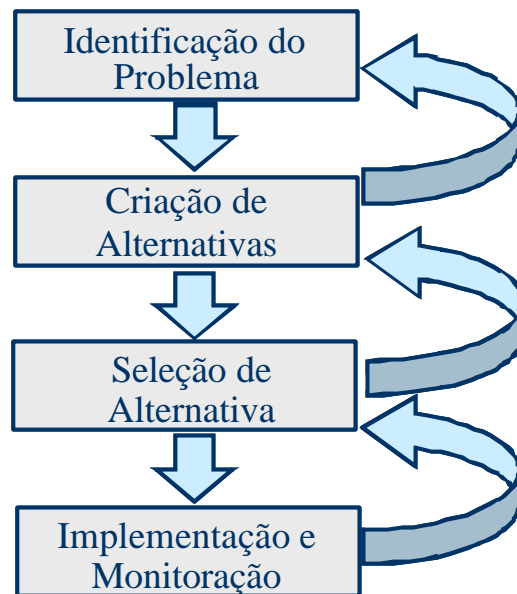 Identificação do
Problema
Criação de
Alternativas
Seleção de
Alternativa
Implementação e
Monitoração